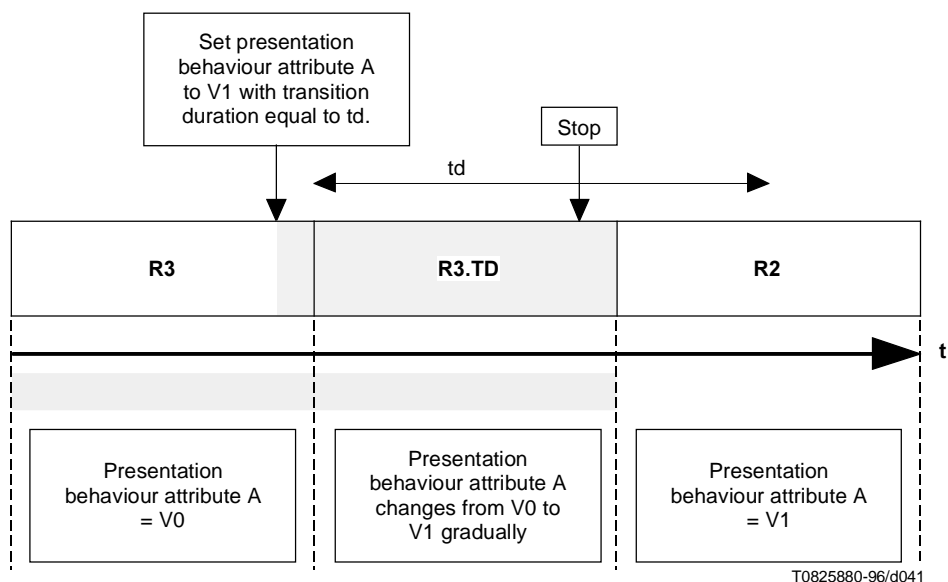 Set presentation
behaviour attribute A
to V1 with transition
duration equal to td.
Stop
td
R3
R3.TD
R2
t
Presentation
behaviour attribute A
= V0
Presentation
behaviour attribute A
changes from V0 to
V1 gradually
Presentation
behaviour attribute A
= V1
T0825880-96/d041